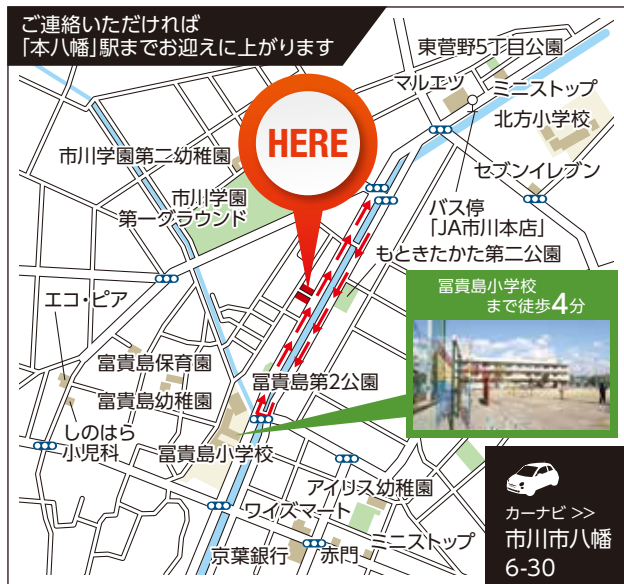 ご連絡いただければ
「本八幡」駅までお迎えに上がります
東菅野5丁目公園
マルエツ
ミニストップ
北方小学校
HERE
市川学園第二幼稚園
セブンイレブン
市川学園
第一グラウンド
バス停
「JA市川本店」
もときたかた第二公園
エコ・ピア
冨貴島小学校
まで徒歩4分
冨貴島保育園
冨貴島幼稚園
冨貴島第2公園
しのはら
小児科
冨貴島小学校
アイリス幼稚園
ワイズマート
ミニストップ
京葉銀行
赤門
カーナビ >>
市川市八幡
6-30